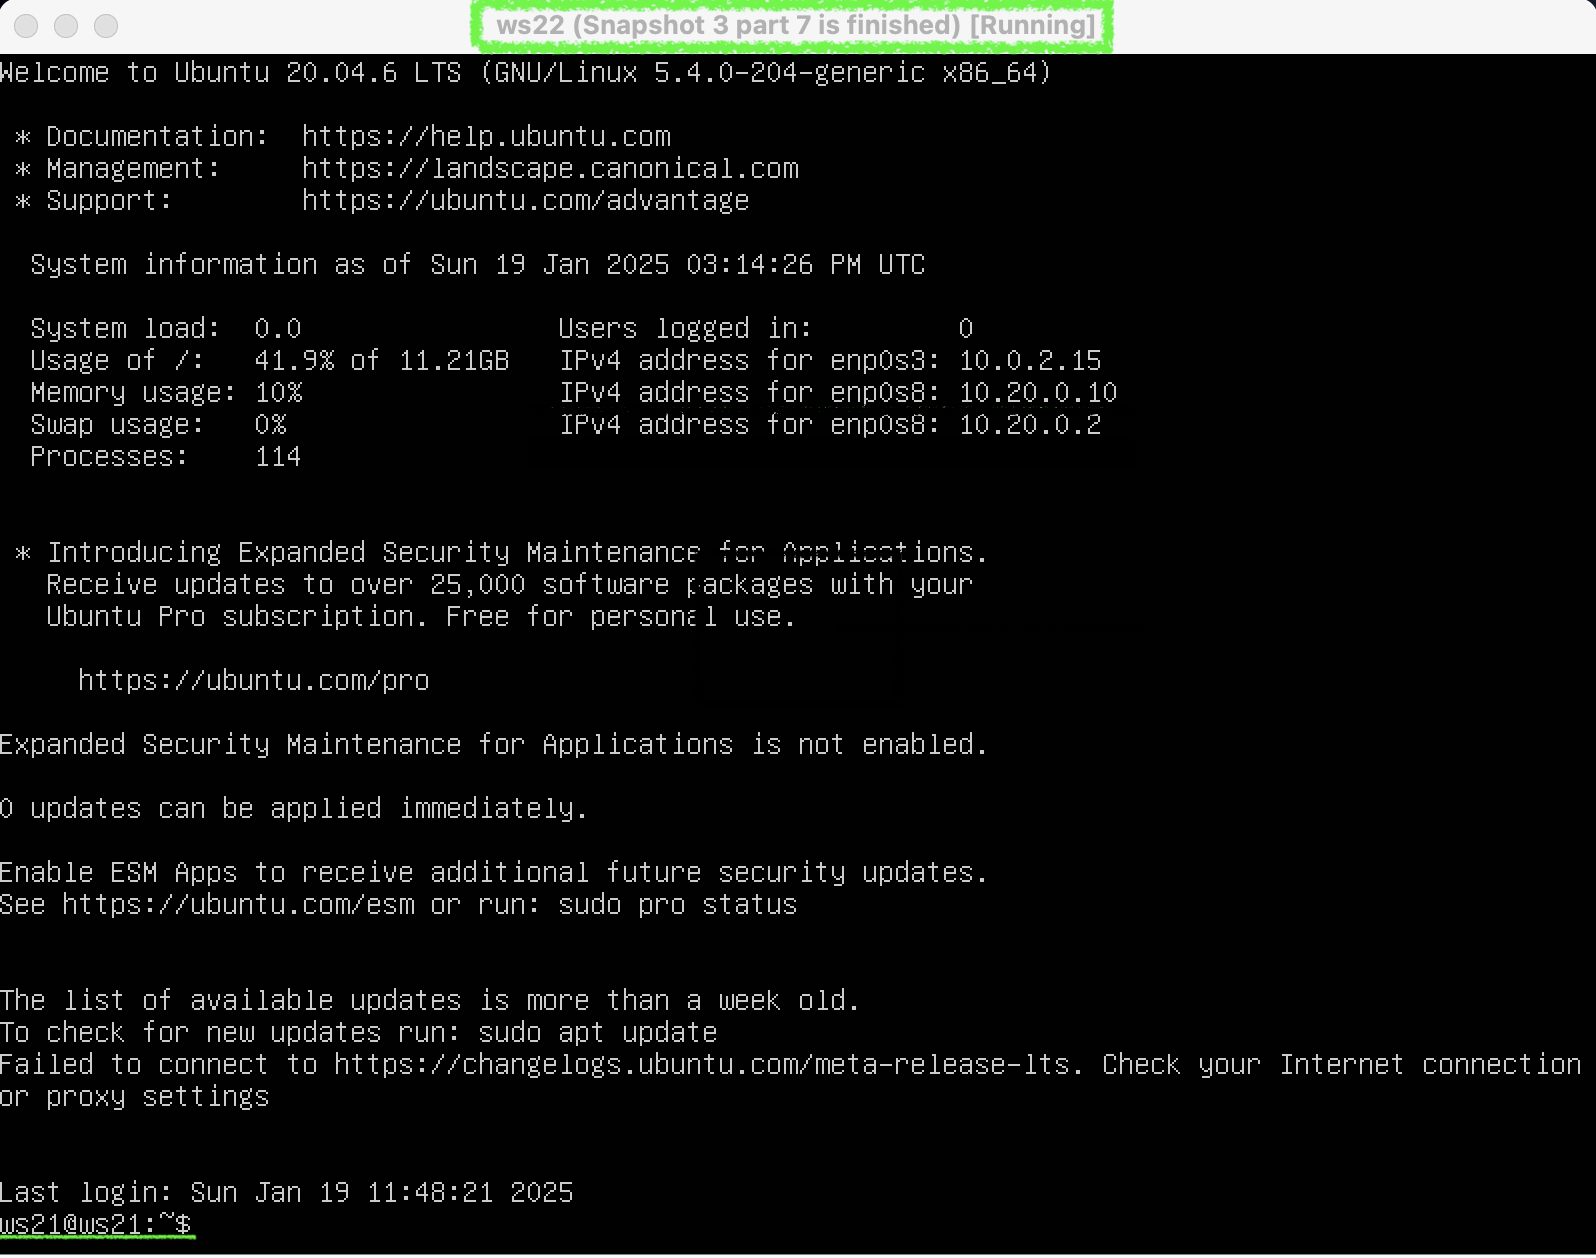 ws22 (Snapshot 3 part 7 is finished) [Running]
Welcome to Ubuntu 20.04.6 LTS (GNU/Linux 5.4.0-204-generic x86_64)
* Documentation: https://help.ubuntu.com
* Management: https://landscape.canonical.com
* Support: https://ubuntu.com/advantage
System information as of Sun 19 Jan 2025 03:14:26 PM UTC
System load: 0.0 Users logged in: 0
Usage of /: 41.9% of 11.21GB IPv4 address for enp0s3: 10.0.2.15
Memory usage: 10% IPv4 address for enp0s8: 10.20.0.10
Swap usage: 0% IPv4 address for enp0s8: 10.20.0.2
Processes: 114
* Introducing Expanded Security Maintenance for Applications.
Receive updates to over 25,000 software packages with your
Ubuntu Pro subscription. Free for personal use.
https://ubuntu.com/pro
Expanded Security Maintenance for Applications is not enabled.
0 updates can be applied immediately.
Enable ESM Apps to receive additional future security updates.
See https://ubuntu.com/esm or run: sudo pro status
The list of available updates is more than a week old.
To check for new updates run: sudo apt update
Failed to connect to https://changelogs.ubuntu.com/meta-release-lts. Check your Internet connection
or proxy settings
Last login: Sun Jan 19 11:48:21 2025
ws21@ws21:~$